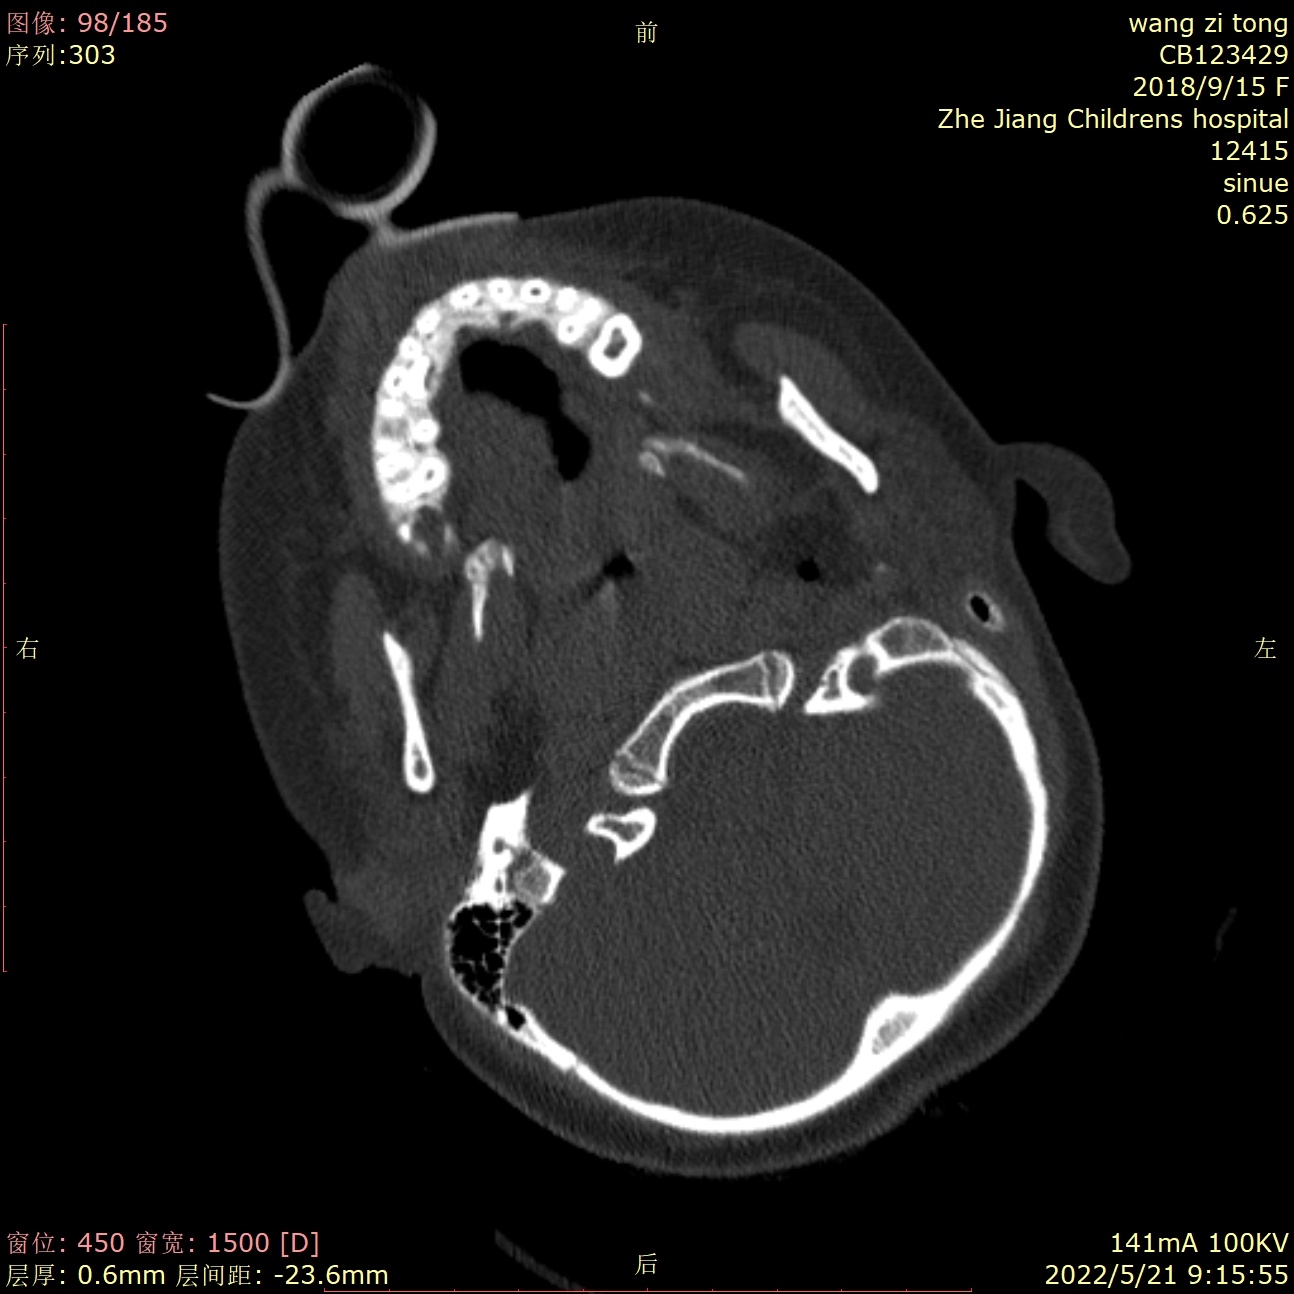 图像: 98/185
序列:303
前
wang zi tong
CB123429
2018/9/15 F
Zhe Jiang Childrens hospital
12415
sinue
0.625
右
左
窗位: 450 窗宽: 1500 [D]
层厚: 0.6mm 层间距: -23.6mm
后
141mA 100KV
2022/5/21 9:15:55